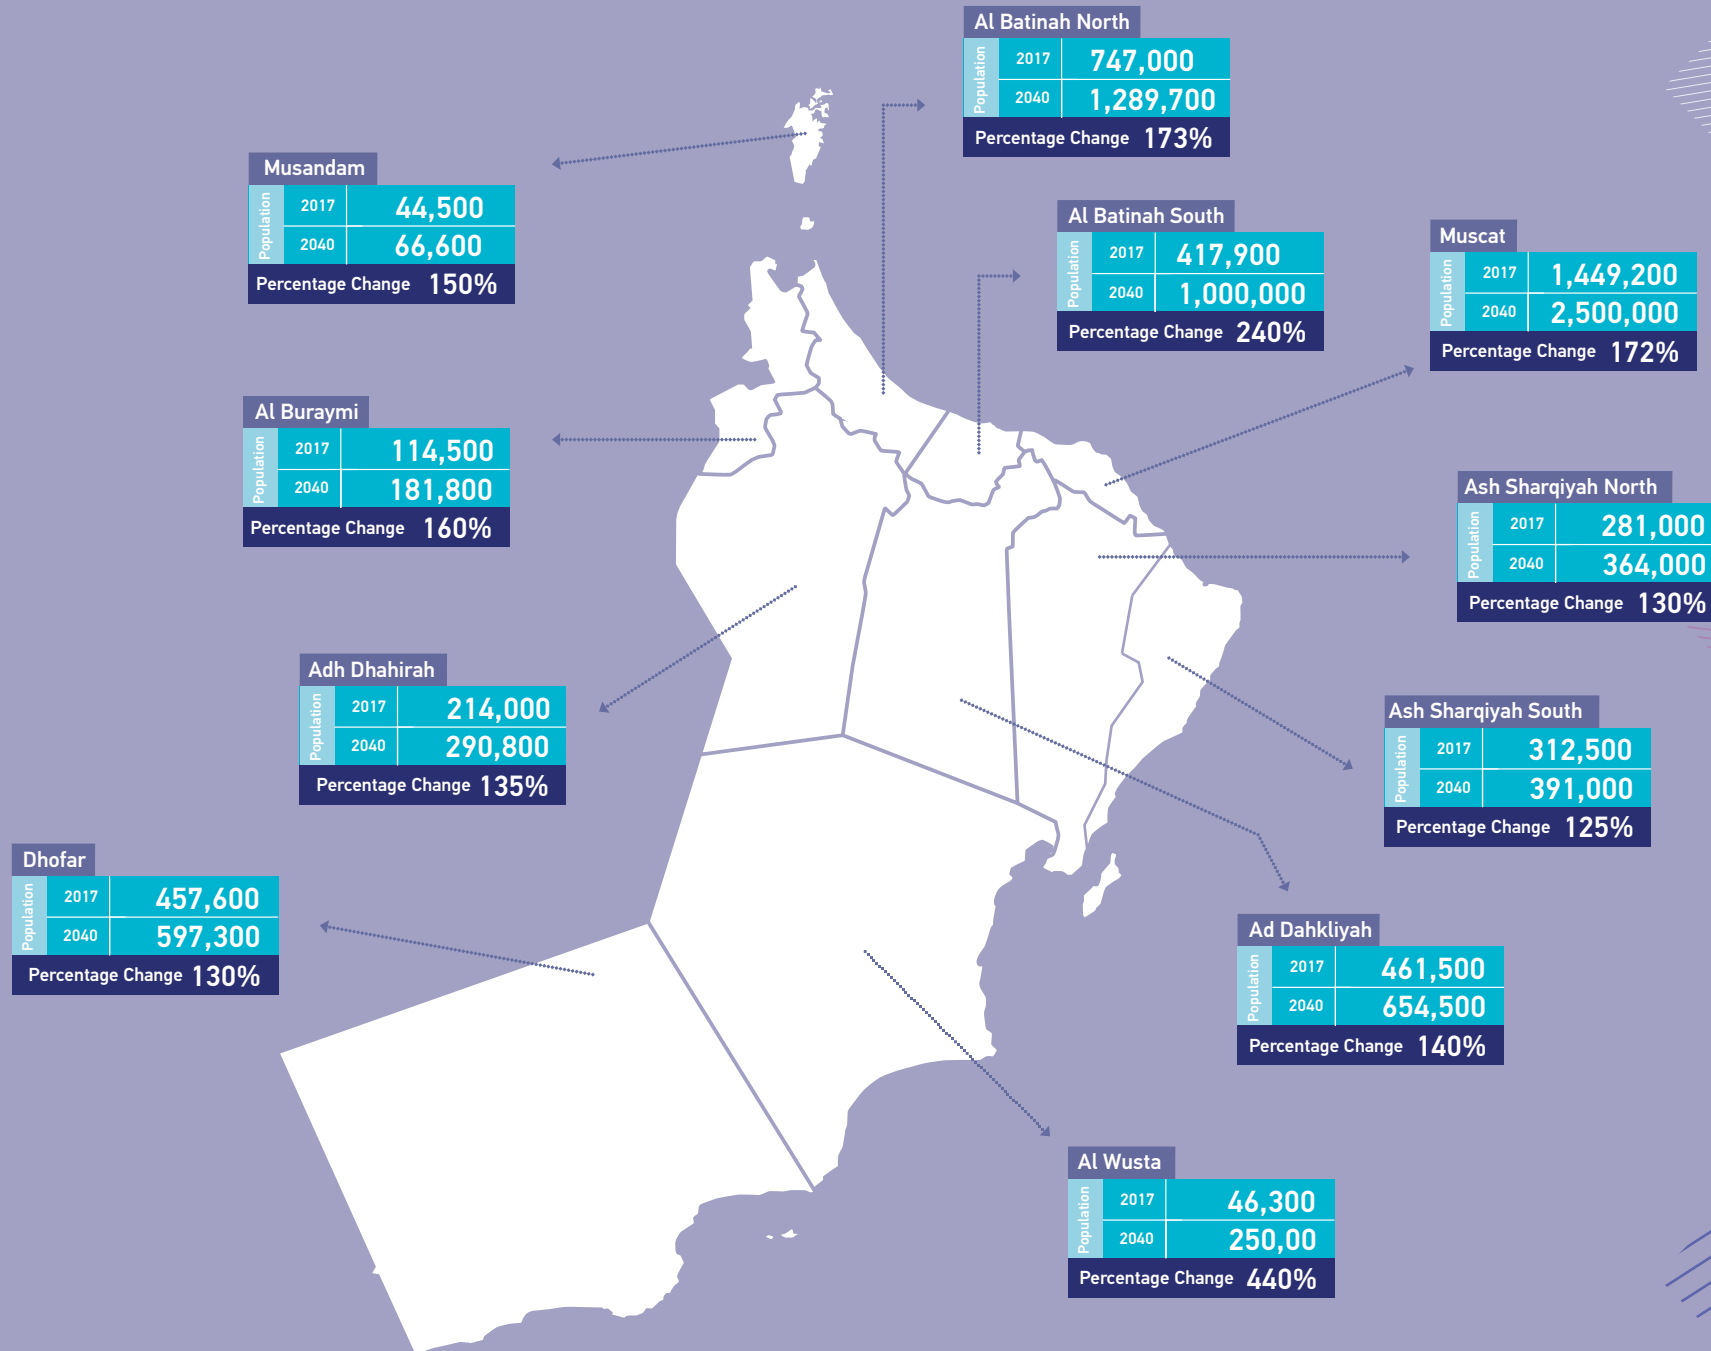 Al Batinah North
Population
2017 747,000
2040 1,289,700
Percentage Change 173%
Musandam
Population
2017 44,500
2040 66,600
Percentage Change 150%
Al Batinah South
Population
2017 417,900
2040 1,000,000
Percentage Change 240%
Muscat
Population
2017 1,449,200
2040 2,500,000
Percentage Change 172%
Al Buraymi
Population
2017 114,500
2040 181,800
Percentage Change 160%
Ash Sharqiyah North
Population
2017 281,000
2040 364,000
Percentage Change 130%
Adh Dhahirah
Population
2017 214,000
2040 290,800
Percentage Change 135%
Ash Sharqiyah South
Population
2017 312,500
2040 391,000
Percentage Change 125%
Dhofar
Population
2017 457,600
2040 597,300
Percentage Change 130%
Ad Dahkliyah
Population
2017 461,500
2040 654,500
Percentage Change 140%
Al Wusta
Population
2017 46,300
2040 250,00
Percentage Change 440%